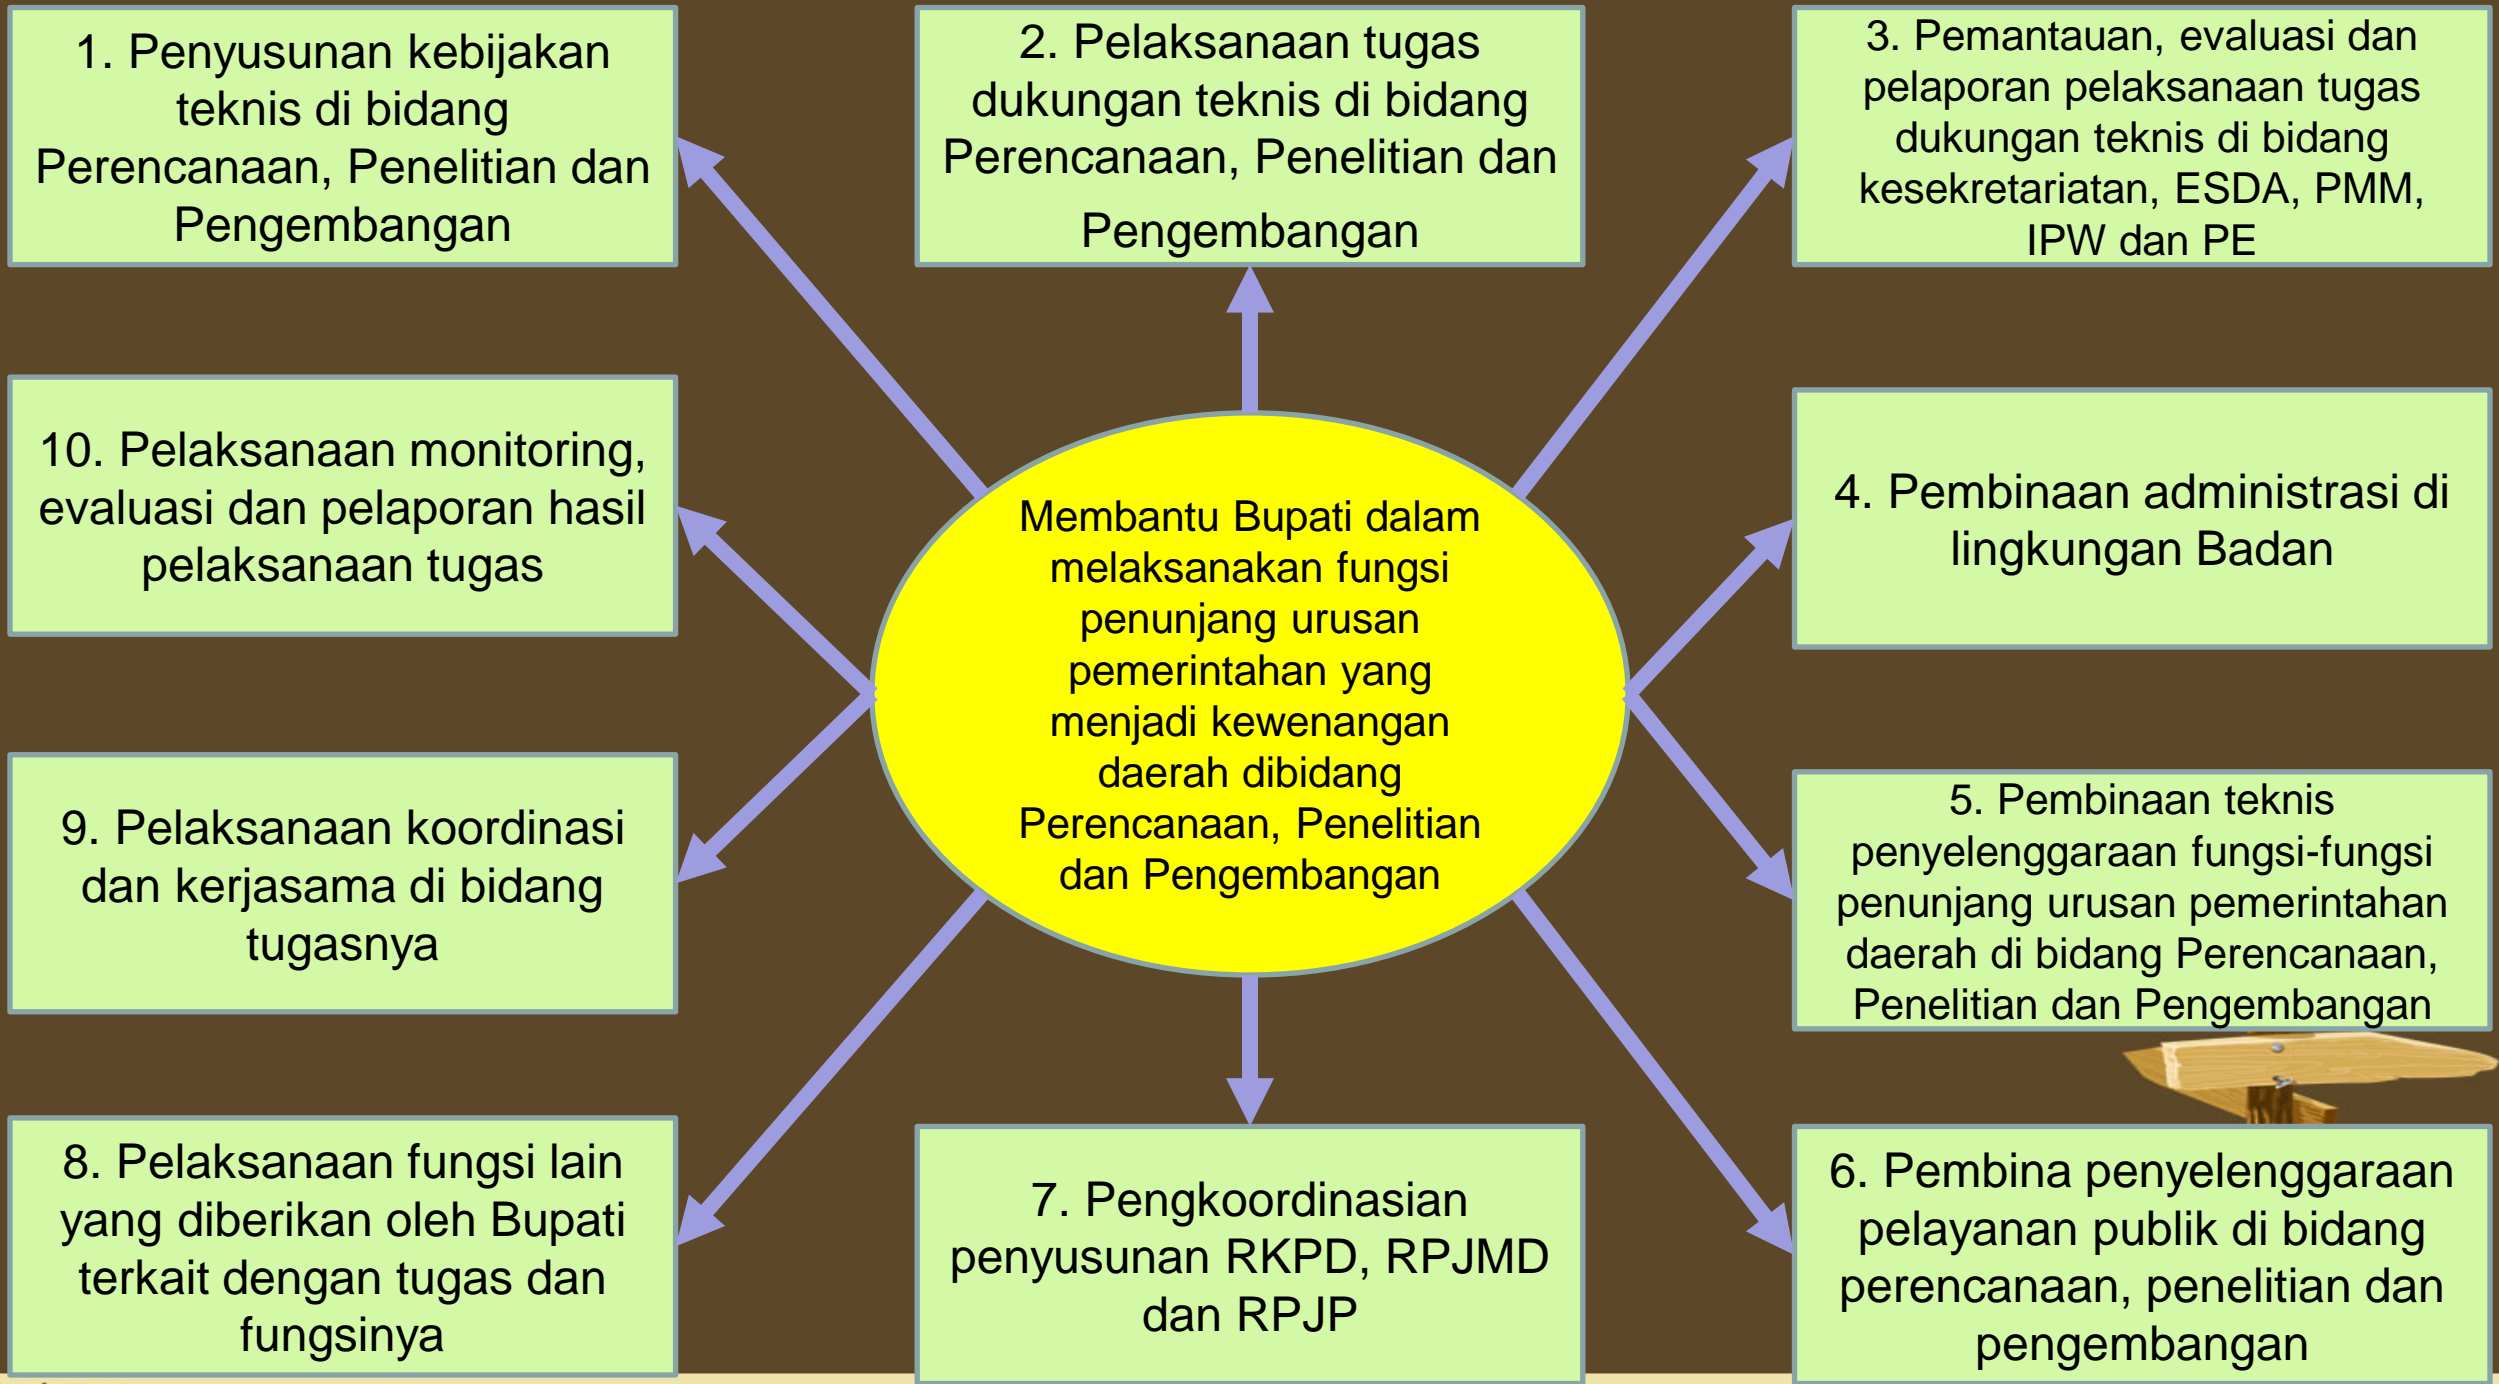 1. Penyusunan kebijakan
teknis di bidang
Perencanaan, Penelitian dan
Pengembangan
2. Pelaksanaan tugas
dukungan teknis di bidang
Perencanaan, Penelitian dan
Pengembangan
3. Pemantauan, evaluasi dan
pelaporan pelaksanaan tugas
dukungan teknis di bidang
kesekretariatan, ESDA, PMM,
IPW dan PE
10. Pelaksanaan monitoring,
evaluasi dan pelaporan hasil
pelaksanaan tugas
Membantu Bupati dalam
melaksanakan fungsi
penunjang urusan
pemerintahan yang
menjadi kewenangan
daerah dibidang
Perencanaan, Penelitian
dan Pengembangan
4. Pembinaan administrasi di
lingkungan Badan
9. Pelaksanaan koordinasi
dan kerjasama di bidang
tugasnya
5. Pembinaan teknis
penyelenggaraan fungsi-fungsi
penunjang urusan pemerintahan
daerah di bidang Perencanaan,
Penelitian dan Pengembangan
8. Pelaksanaan fungsi lain
yang diberikan oleh Bupati
terkait dengan tugas dan
fungsinya
7. Pengkoordinasian
penyusunan RKPD, RPJMD
dan RPJP
6. Pembina penyelenggaraan
pelayanan publik di bidang
perencanaan, penelitian dan
pengembangan